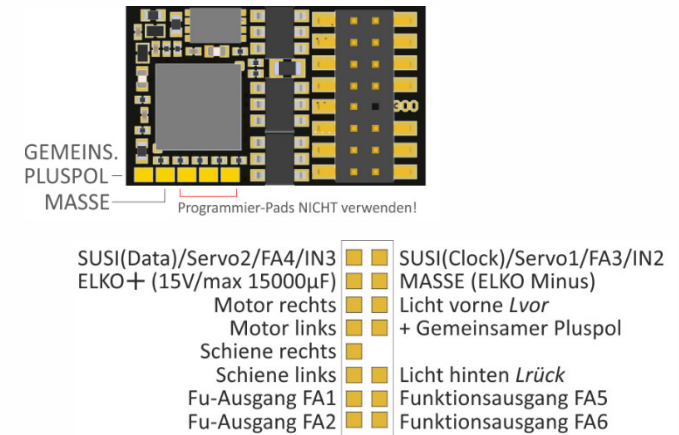 300
GEMEINS.
PLUSPOL
MASSE
Programmier-Pads NICHT verwenden!
SUSI(Data)/Servo2/FA4/IN3 SUSI(Clock)/Servo1/FA3/IN2
ELKO+ (15V/max 15000µF) MASSE (ELKO Minus)
Motor rechts Licht vorne Lvor
Motor links + Gemeinsamer Pluspol
Schiene rechts
Schiene links Licht hinten Lrück
Fu-Ausgang FA1 Funktionsausgang FA5
Fu-Ausgang FA2 Funktionsausgang FA6